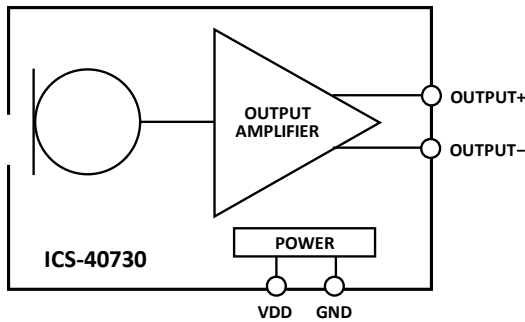 OUTPUT
AMPLIFIER
OUTPUT+
OUTPUT−
POWER
ICS-40730
VDD GND